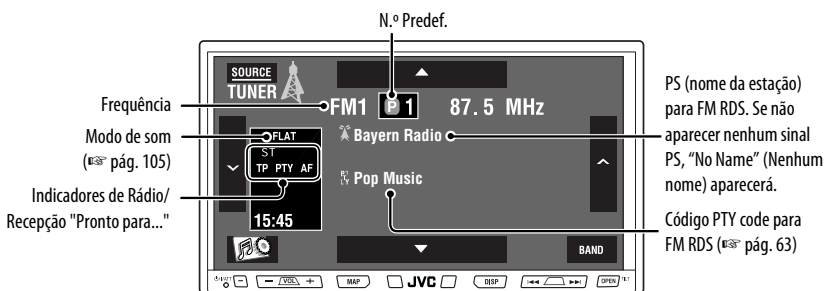 N.º Predef.
SOURCE
TUNER
Frequência
FM1 P 1 87.5 MHz
PS (nome da estação)
para FM RDS. Se não
aparecer nenhum sinal
PS, “No Name” (Nenhum
nome) aparecerá.
Modo de som
(☞ pág. 105)
FLAT
Bayern Radio
ST
TP PTY AF
Indicadores de Rádio/
Recepção "Pronto para..."
PTY Pop Music
15:45
Código PTY code para
FM RDS (☞ pág. 63)
BAND
ATT
− VOL +
MAP
JVC
DISP
OPEN
TILT